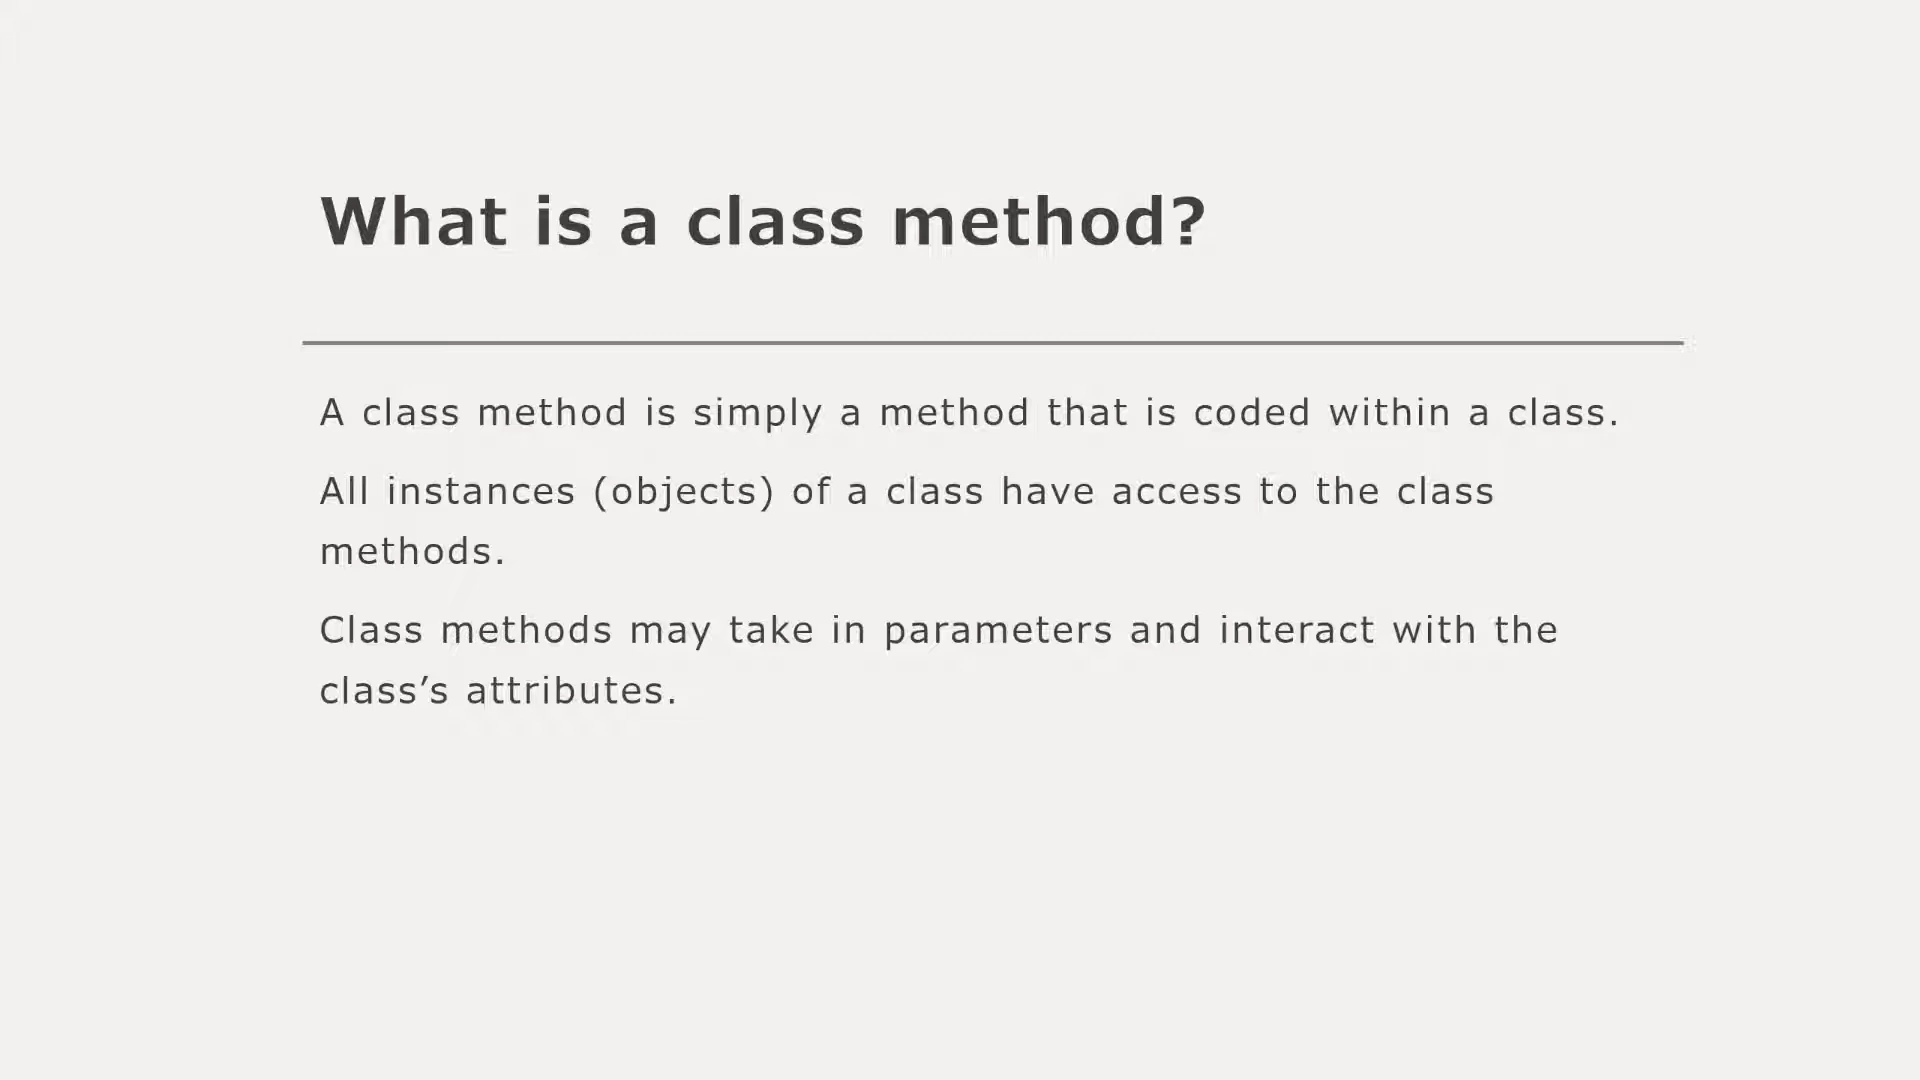 What is a class method?
A class method is simply a method that is coded within a class.
All instances (objects) of a class have access to the class
methods.
Class methods may take in parameters and interact with the
class’s attributes.